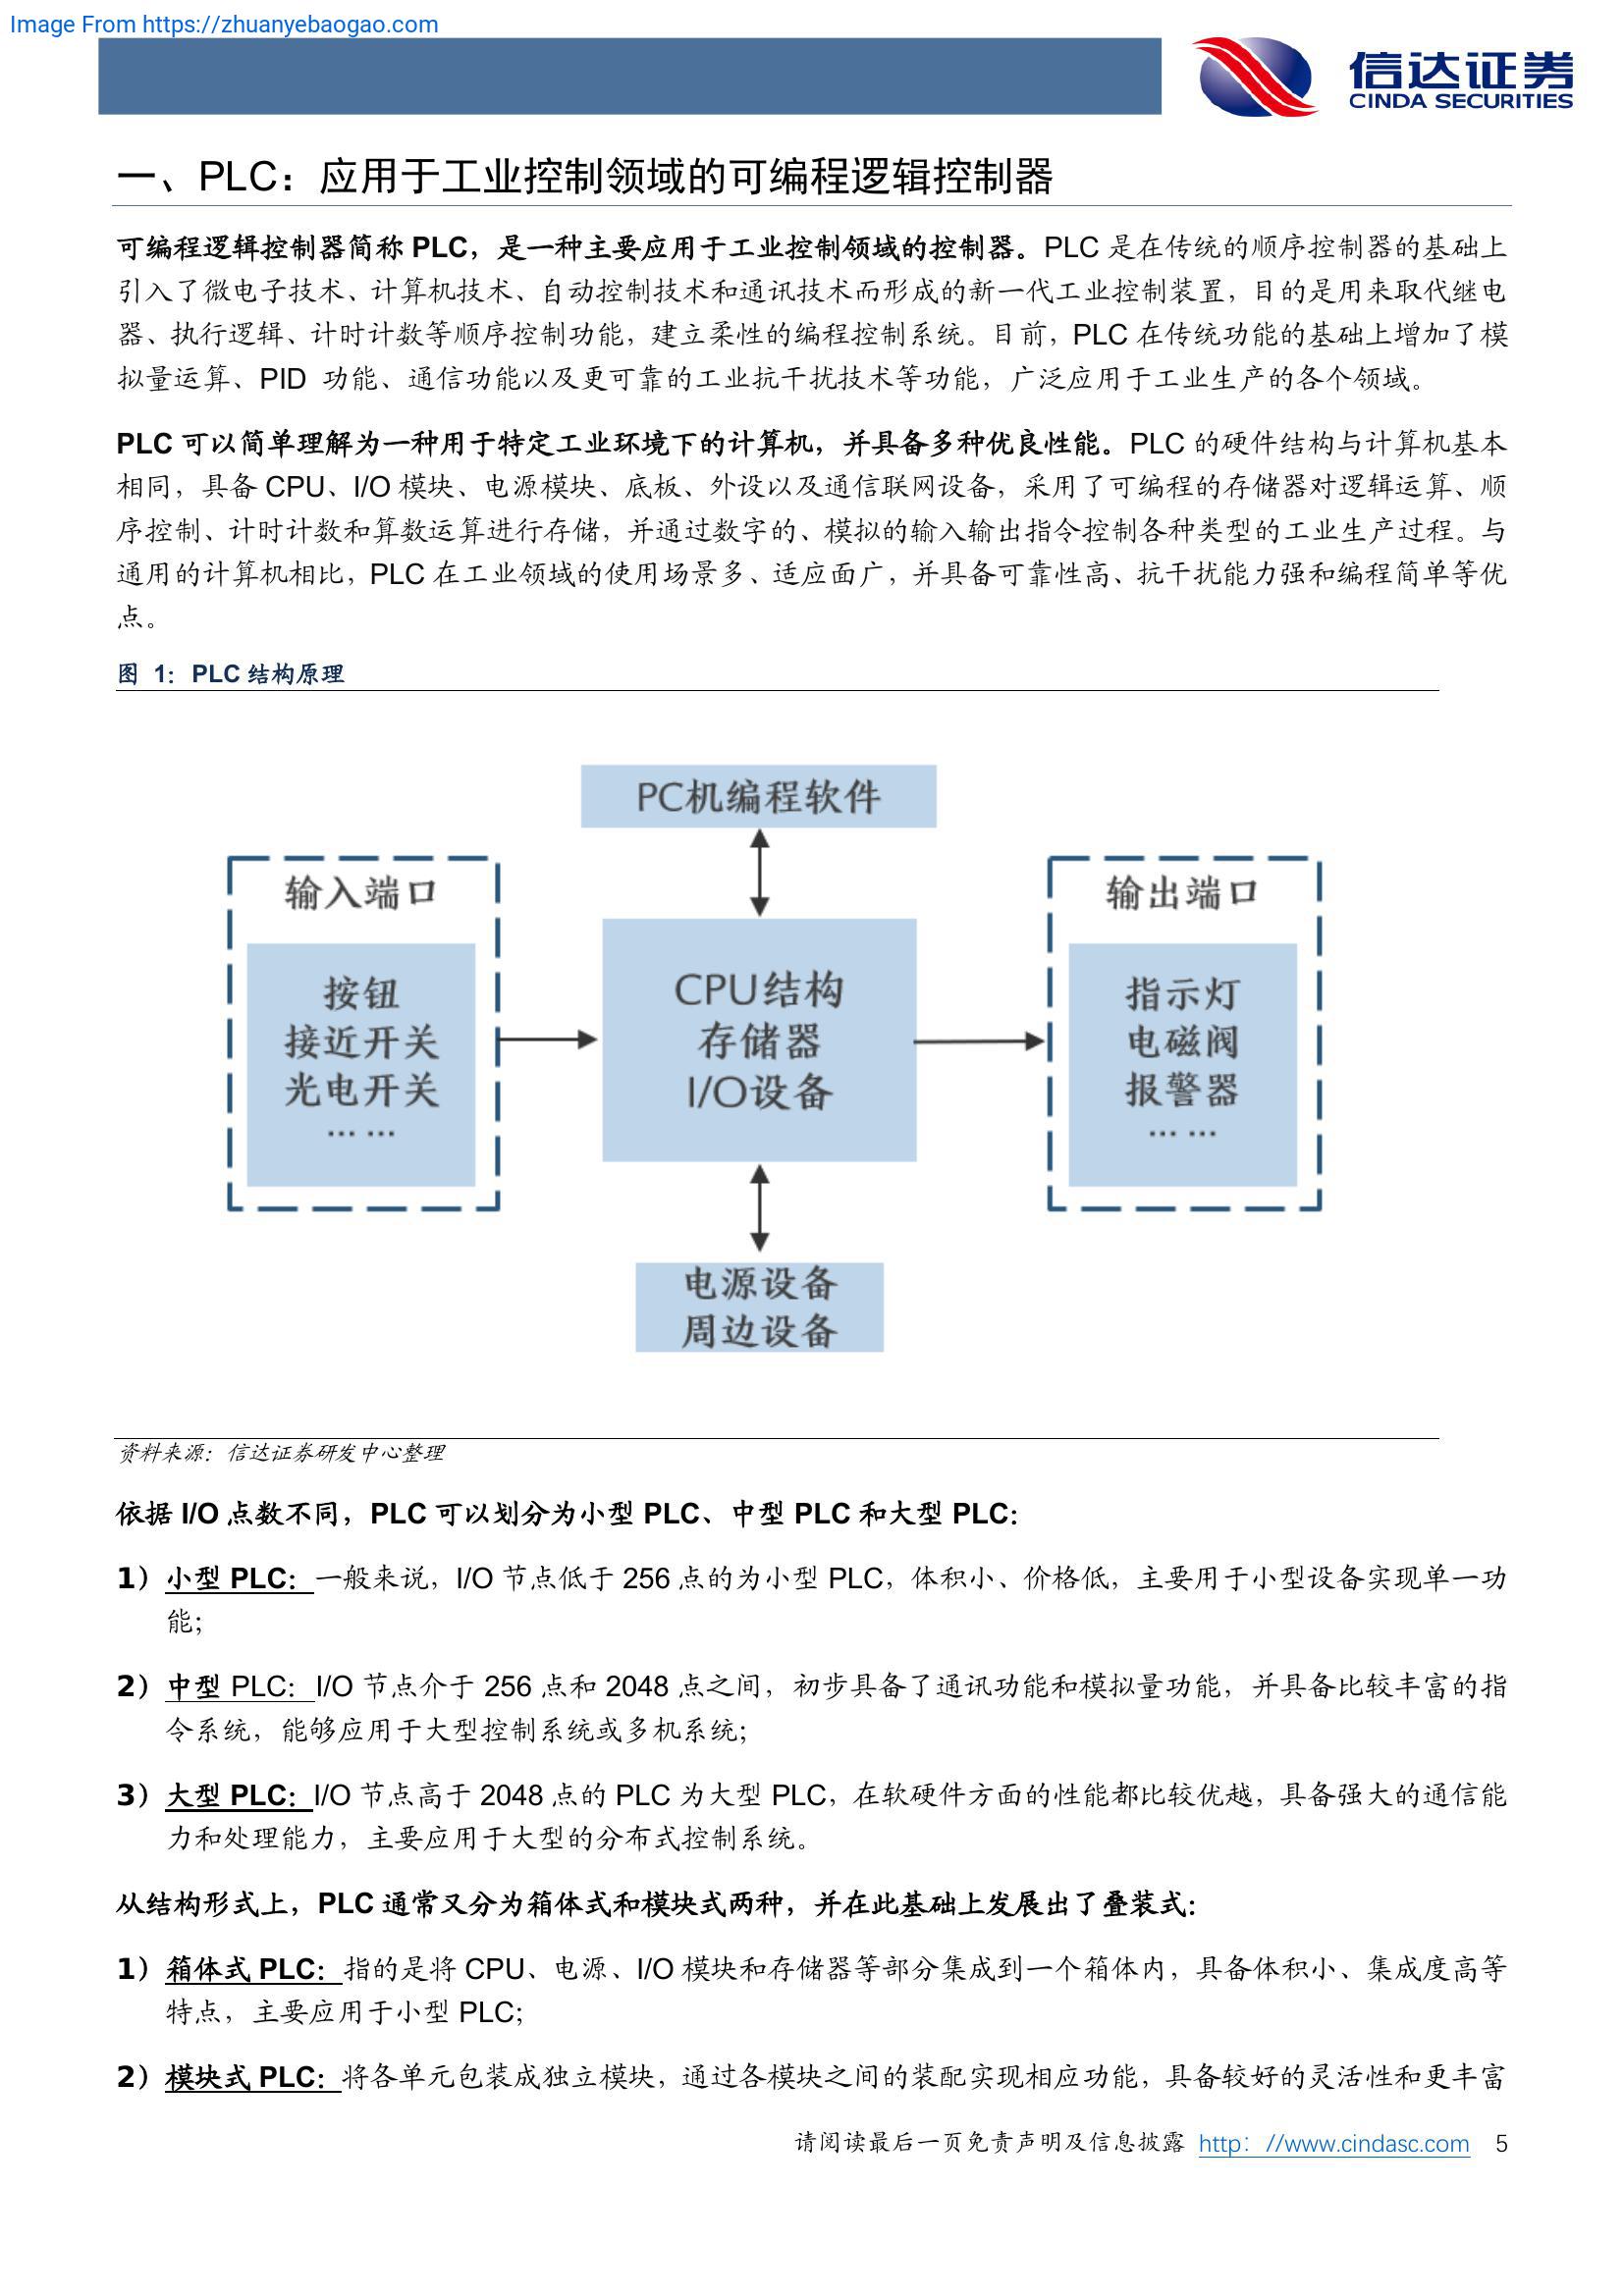 Image From https://zhuanyebaogao.com
信达证券
CINDA SECURITIES
一、PLC：应用于工业控制领域的可编程逻辑控制器
可编程逻辑控制器简称 PLC，是一种主要应用于工业控制领域的控制器。PLC 是在传统的顺序控制器的基础上
引入了微电子技术、计算机技术、自动控制技术和通讯技术而形成的新一代工业控制装置，目的是用来取代继电
器、执行逻辑、计时计数等顺序控制功能，建立柔性的编程控制系统。目前，PLC 在传统功能的基础上增加了模
拟量运算、PID 功能、通信功能以及更可靠的工业抗干扰技术等功能，广泛应用于工业生产的各个领域。
PLC 可以简单理解为一种用于特定工业环境下的计算机，并具备多种优良性能。PLC 的硬件结构与计算机基本
相同，具备 CPU、I/O 模块、电源模块、底板、外设以及通信联网设备，采用了可编程的存储器对逻辑运算、顺
序控制、计时计数和算数运算进行存储，并通过数字的、模拟的输入输出指令控制各种类型的工业生产过程。与
通用的计算机相比，PLC 在工业领域的使用场景多、适应面广，并具备可靠性高、抗干扰能力强和编程简单等优
点。
图 1：PLC 结构原理
PC机编程软件
输入端口
按钮
接近开关
光电开关
… …
CPU结构
存储器
I/O设备
输出端口
指示灯
电磁阀
报警器
… …
电源设备
周边设备
资料来源：信达证券研发中心整理
依据 I/O 点数不同，PLC 可以划分为小型 PLC、中型 PLC 和大型 PLC：
1）小型 PLC：一般来说，I/O 节点低于 256 点的为小型 PLC，体积小、价格低，主要用于小型设备实现单一功
能；
2）中型 PLC：I/O 节点介于 256 点和 2048 点之间，初步具备了通讯功能和模拟量功能，并具备比较丰富的指
令系统，能够应用于大型控制系统或多机系统；
3）大型 PLC：I/O 节点高于 2048 点的 PLC 为大型 PLC，在软硬件方面的性能都比较优越，具备强大的通信能
力和处理能力，主要应用于大型的分布式控制系统。
从结构形式上，PLC 通常又分为箱体式和模块式两种，并在此基础上发展出了叠装式：
1）箱体式 PLC：指的是将 CPU、电源、I/O 模块和存储器等部分集成到一个箱体内，具备体积小、集成度高等
特点，主要应用于小型 PLC；
2）模块式 PLC：将各单元包装成独立模块，通过各模块之间的装配实现相应功能，具备较好的灵活性和更丰富
请阅读最后一页免责声明及信息披露 http：//www.cindasc.com 5